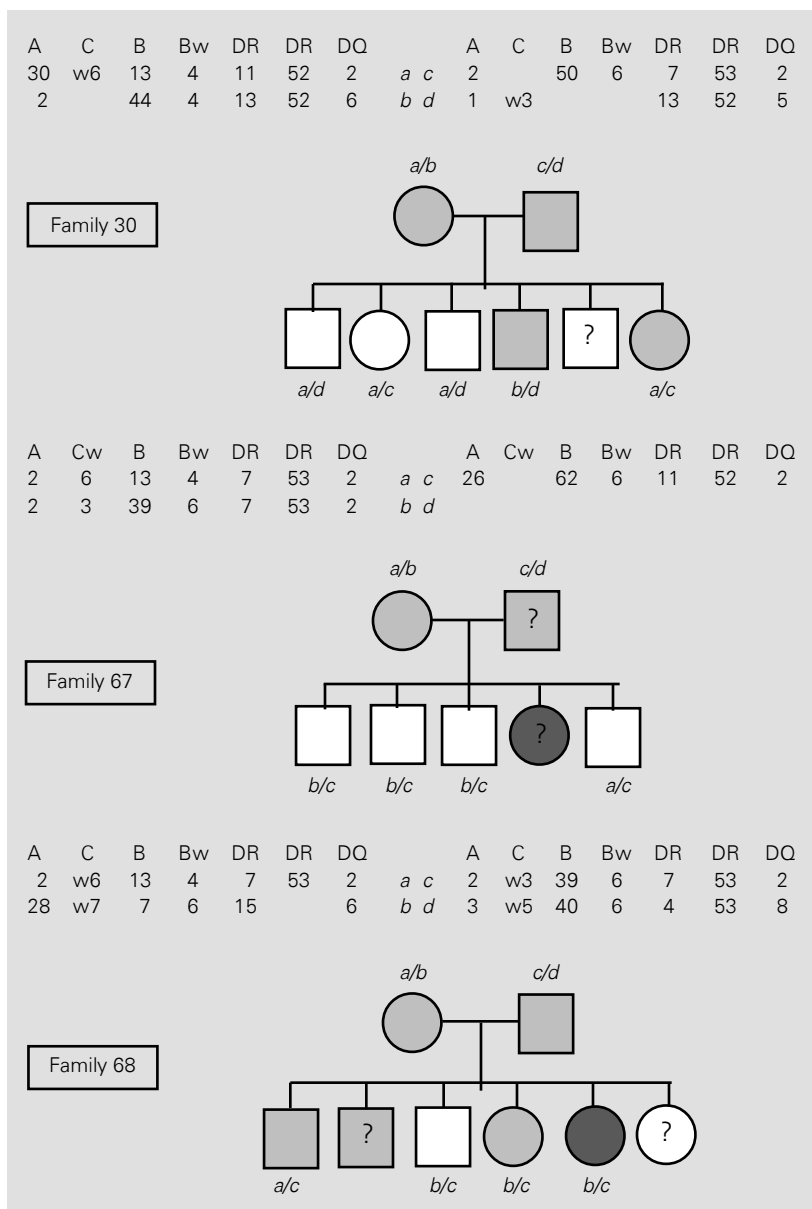 A C B Bw DR DR DQ A C B Bw DR DR DQ
30 w6 13 4 11 52 2 a c 2 50 6 7 53 2
2 44 4 13 52 6 b d 1 w3 13 52 5
a/b c/d
Family 30
?
a/d a/c a/d b/d a/c
A Cw B Bw DR DR DQ A Cw B Bw DR DR DQ
2 6 13 4 7 53 2 a c 26 62 6 11 52 2
2 3 39 6 7 53 2 b d
a/b c/d
?
Family 67
?
b/c b/c b/c a/c
A C B Bw DR DR DQ A C B Bw DR DR DQ
2 w6 13 4 7 53 2 a c 2 w3 39 6 7 53 2
28 w7 7 6 15 6 b d 3 w5 40 6 4 53 8
a/b c/d
Family 68
? ?
a/c b/c b/c b/c